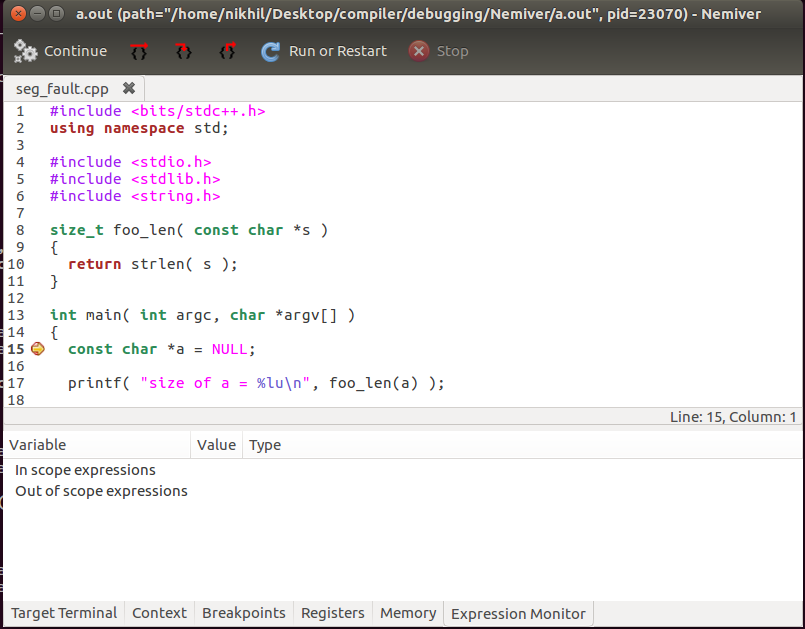 a.out (path="/home/nikhil/Desktop/compiler/debugging/Nemiver/a.out", pid=23070) - Nemiver
Continue Run or Restart Stop
seg_fault.cpp
1 #include <bits/stdc++.h>
2 using namespace std;
3
4 #include <stdio.h>
5 #include <stdlib.h>
6 #include <string.h>
7
8 size_t foo_len( const char *s )
9 {
10   return strlen( s );
11 }
12
13 int main( int argc, char *argv[] )
14 {
15   const char *a = NULL;
16
17   printf( "size of a = %lu\n", foo_len(a) );
18
Line: 15, Column: 1
Variable Value Type
In scope expressions
Out of scope expressions
Target Terminal Context Breakpoints Registers Memory Expression Monitor